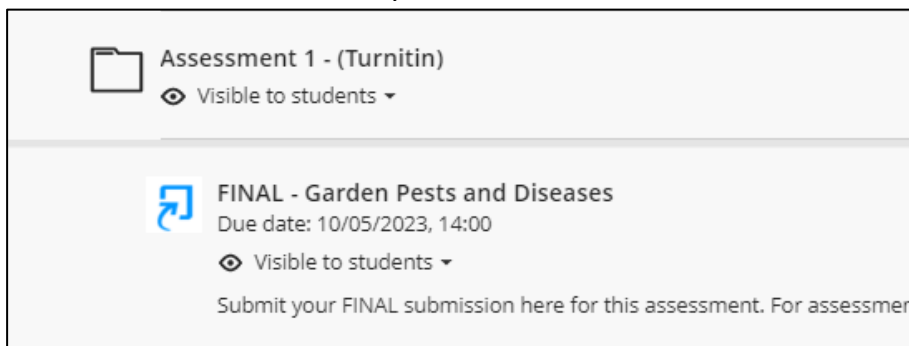 Assessment 1 - (Turnitin)
Visible to students
FINAL - Garden Pests and Diseases
Due date: 10/05/2023, 14:00
Visible to students
Submit your FINAL submission here for this assessment. For